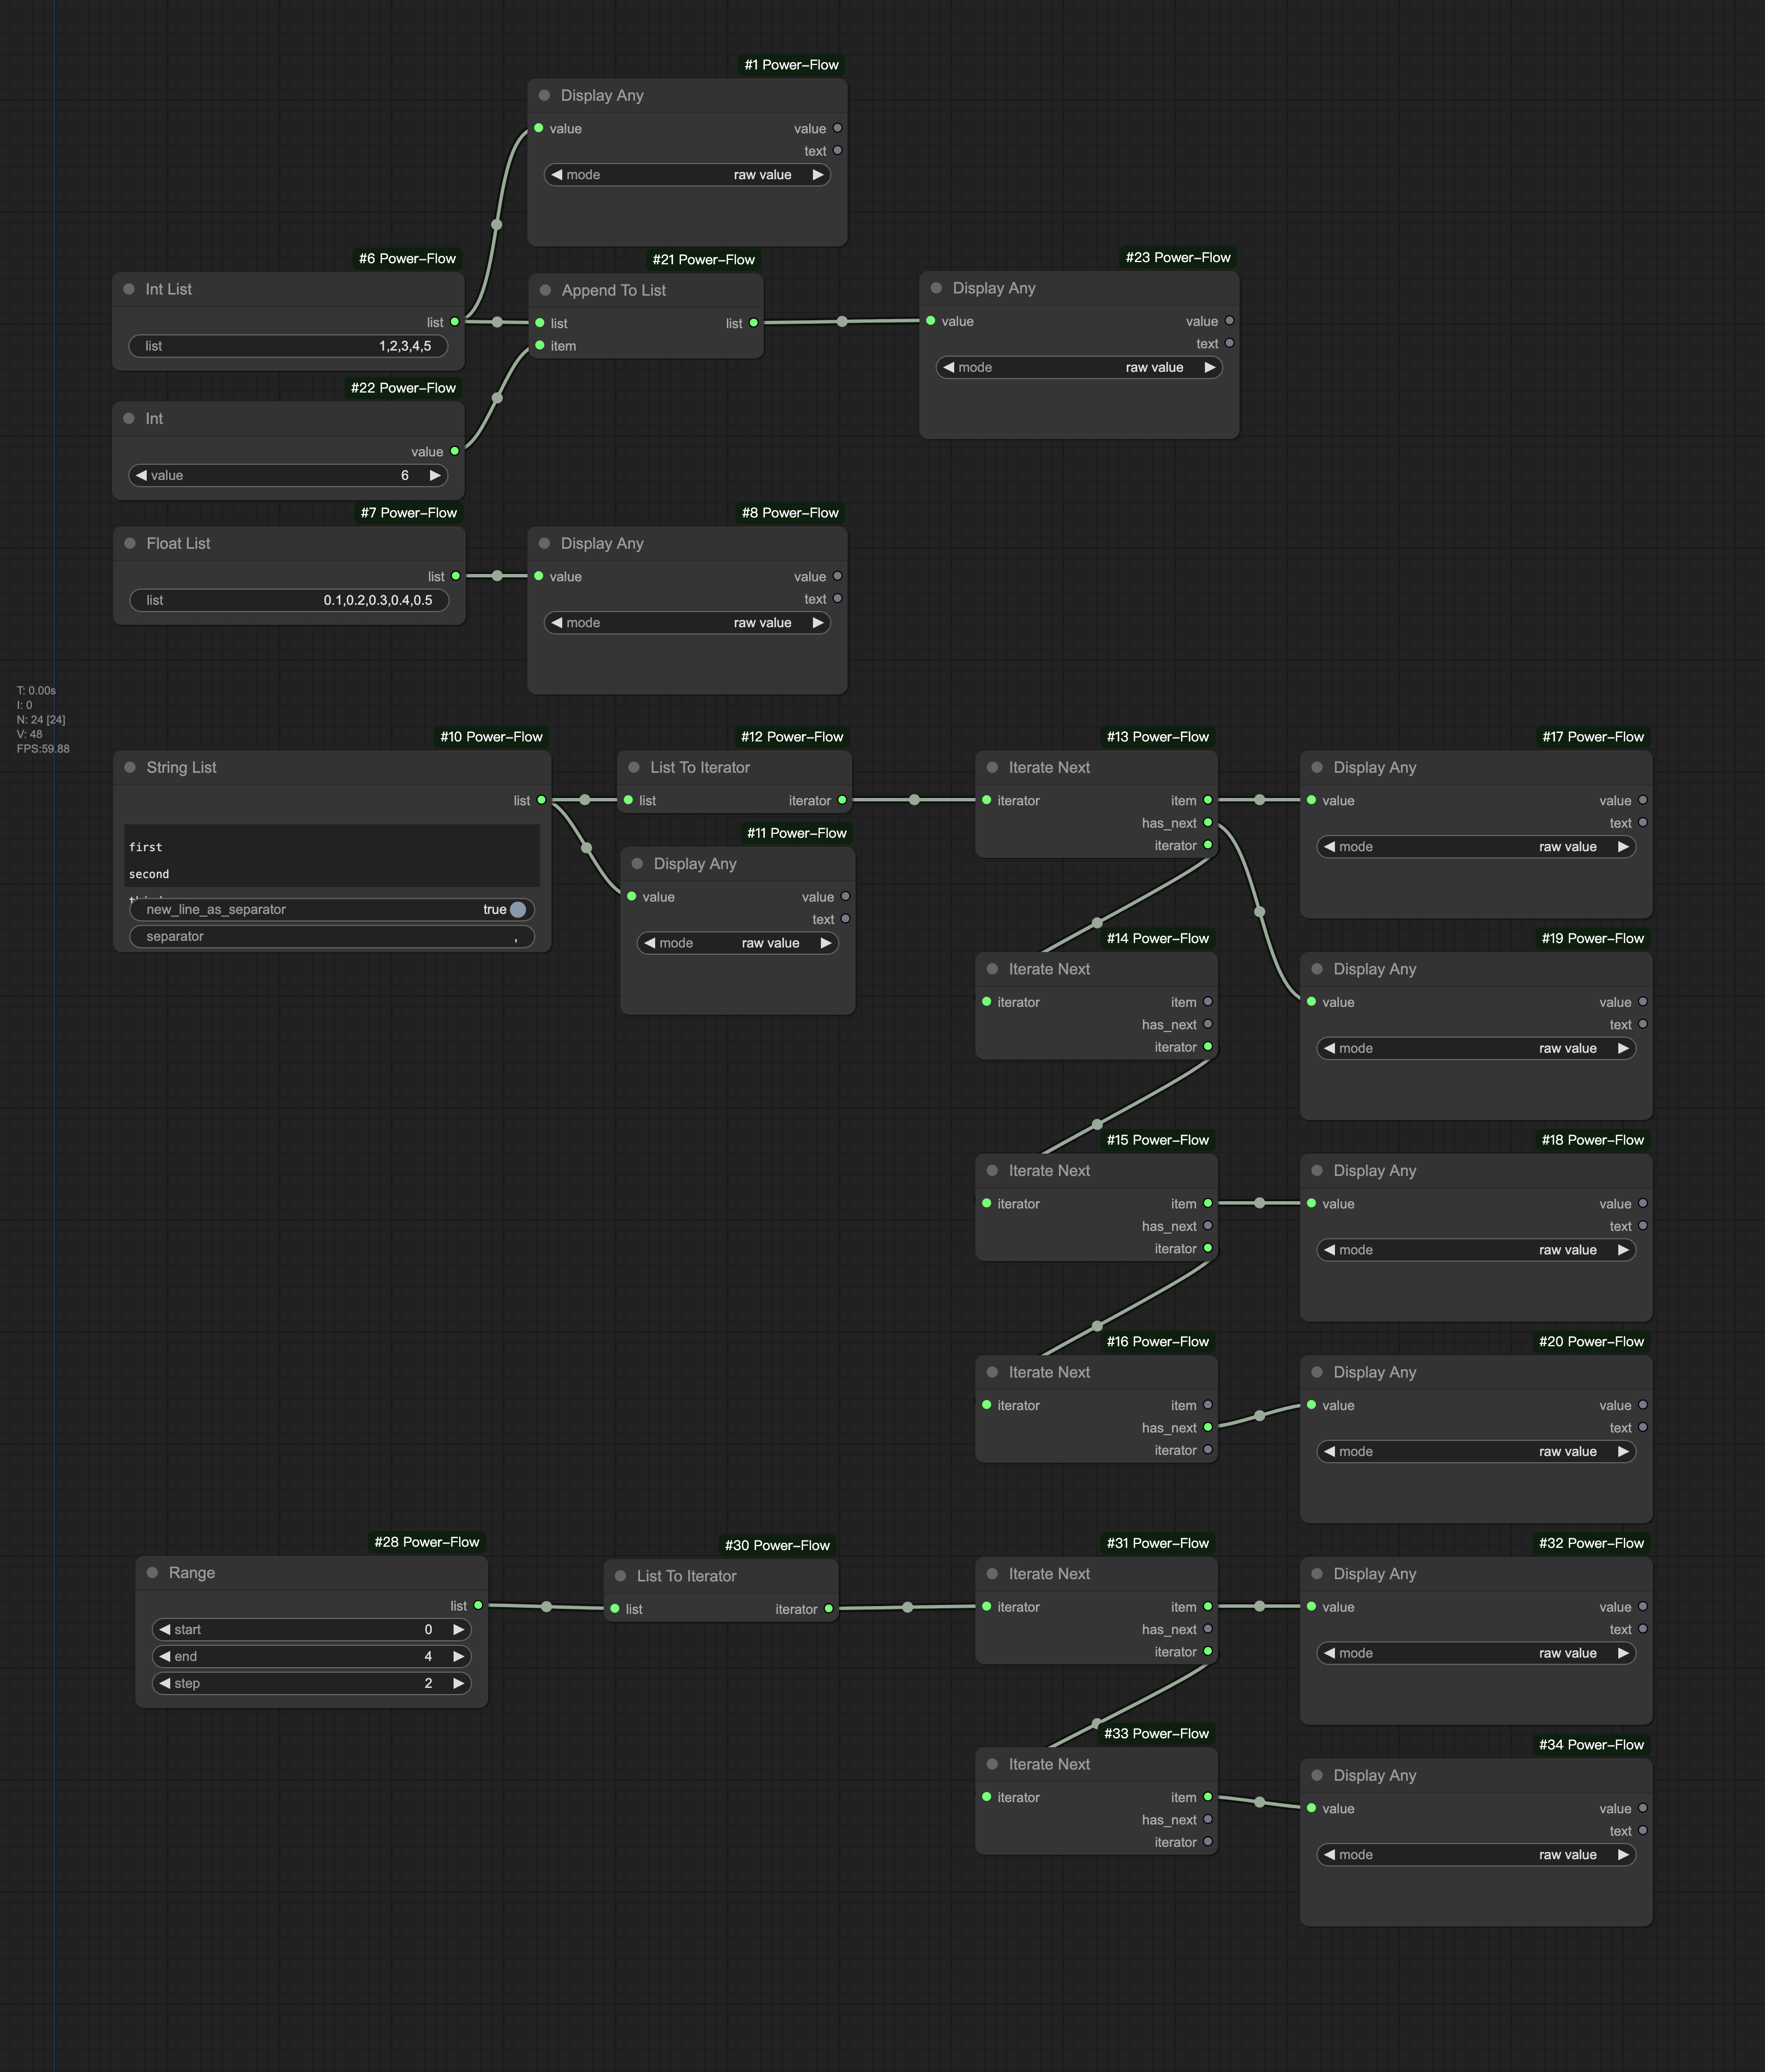 #1 Power-Flow
Display Any
value value
text
mode raw value
#6 Power-Flow
Int List
list
list 1,2,3,4,5
#21 Power-Flow
Append To List
list list
item
#23 Power-Flow
Display Any
value value
text
mode raw value
#22 Power-Flow
Int
value
value 6
#7 Power-Flow
Float List
list
list 0.1,0.2,0.3,0.4,0.5
#8 Power-Flow
Display Any
value value
text
mode raw value
T: 0.00s
I: 0
N: 24 [24]
V: 48
FPS:59.88
#10 Power-Flow
String List
list
first
second
new_line_as_separator true
separator ,
#12 Power-Flow
List To Iterator
list iterator
#11 Power-Flow
Display Any
value value
text
mode raw value
#13 Power-Flow
Iterate Next
iterator item
has_next
iterator
#17 Power-Flow
Display Any
value value
text
mode raw value
#14 Power-Flow
Iterate Next
iterator item
has_next
iterator
#19 Power-Flow
Display Any
value value
text
mode raw value
#15 Power-Flow
Iterate Next
iterator item
has_next
iterator
#18 Power-Flow
Display Any
value value
text
mode raw value
#16 Power-Flow
Iterate Next
iterator item
has_next
iterator
#20 Power-Flow
Display Any
value value
text
mode raw value
#28 Power-Flow
Range
list
start 0
end 4
step 2
#30 Power-Flow
List To Iterator
list iterator
#31 Power-Flow
Iterate Next
iterator item
has_next
iterator
#32 Power-Flow
Display Any
value value
text
mode raw value
#33 Power-Flow
Iterate Next
iterator item
has_next
iterator
#34 Power-Flow
Display Any
value value
text
mode raw value